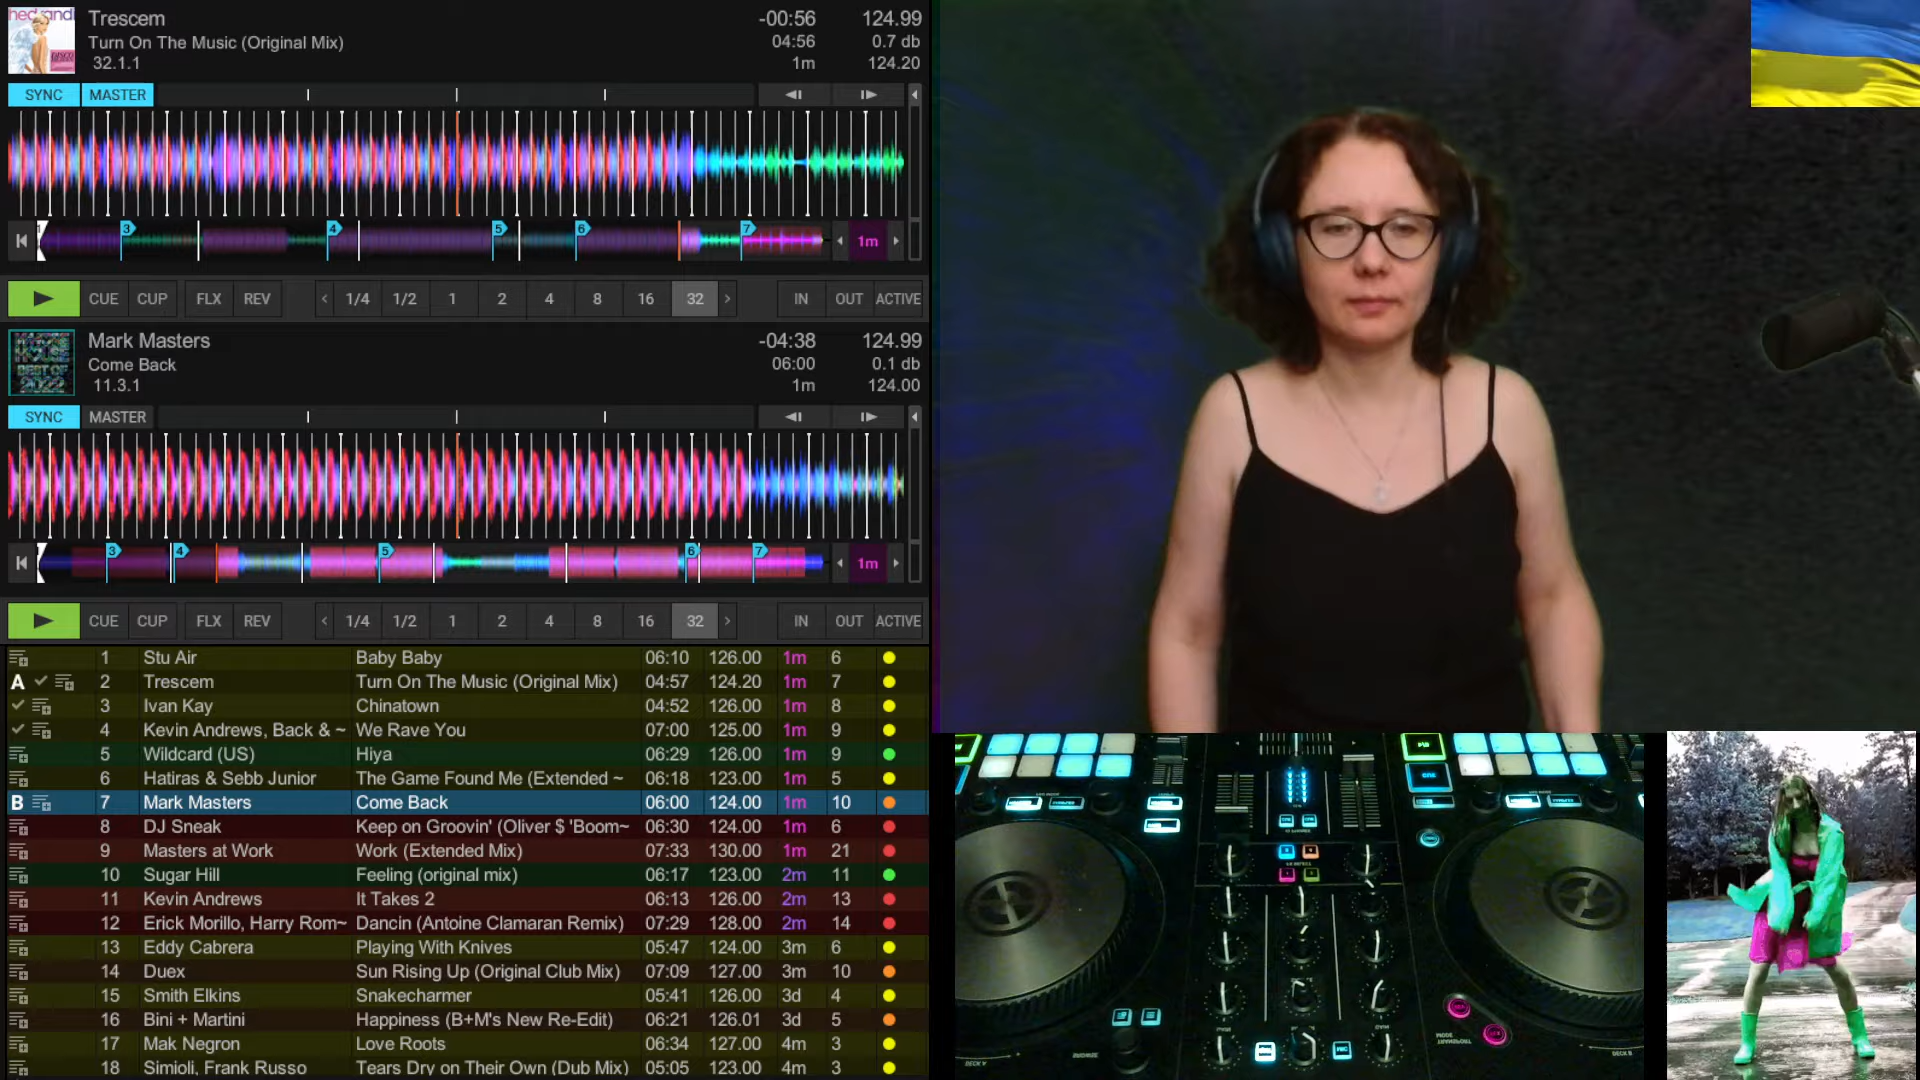 Trescem -00:56 124.99
Turn On The Music (Original Mix) 04:56 0.7 db
32.1.1 1m 124.20
SYNC MASTER
3 4 5 6 7 1m
CUE CUP FLX REV 1/4 1/2 1 2 4 8 16 32 IN OUT ACTIVE
Mark Masters -04:38 124.99
Come Back 06:00 0.1 db
11.3.1 1m 124.00
BEST OF
SYNC MASTER
3 4 5 6 7 1m
CUE CUP FLX REV 1/4 1/2 1 2 4 8 16 32 IN OUT ACTIVE
1 Stu Air Baby Baby 06:10 126.00 1m 6
A 2 Trescem Turn On The Music (Original Mix) 04:57 124.20 1m 7
3 Ivan Kay Chinatown 04:52 126.00 1m 8
4 Kevin Andrews, Back & ~ We Rave You 07:00 125.00 1m 9
5 Wildcard (US) Hiya 06:29 126.00 1m 9
6 Hatiras & Sebb Junior The Game Found Me (Extended ~ 06:18 123.00 1m 5
B 7 Mark Masters Come Back 06:00 124.00 1m 10
8 DJ Sneak Keep on Groovin' (Oliver $ 'Boom~ 06:30 124.00 1m 6
9 Masters at Work Work (Extended Mix) 07:33 130.00 1m 21
10 Sugar Hill Feeling (original mix) 06:17 123.00 2m 11
11 Kevin Andrews It Takes 2 06:13 126.00 2m 13
12 Erick Morillo, Harry Rom~ Dancin (Antoine Clamaran Remix) 07:29 128.00 2m 14
13 Eddy Cabrera Playing With Knives 05:47 124.00 3m 6
14 Duex Sun Rising Up (Original Club Mix) 07:09 127.00 3m 10
15 Smith Elkins Snakecharmer 05:41 126.00 3d 4
16 Bini + Martini Happiness (B+M's New Re-Edit) 06:21 126.01 3d 5
17 Mak Negron Love Roots 06:34 127.00 4m 3
18 Simioli, Frank Russo Tears Dry on Their Own (Dub Mix) 05:05 123.00 4m 3